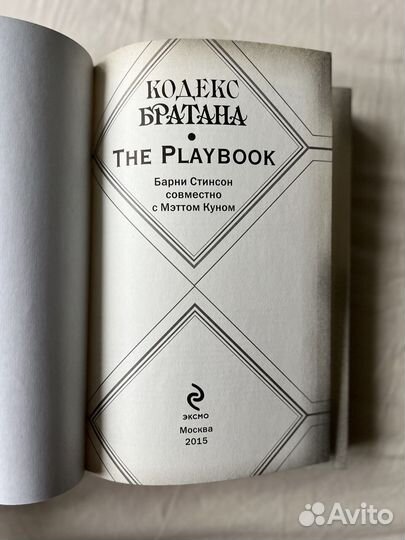 КОДЕКС
БРАТАНА
•
THE PLAYBOOK
Барни Стинсон
совместно
с Мэттом Куном
ЭКСМО
Москва
2015
Avito